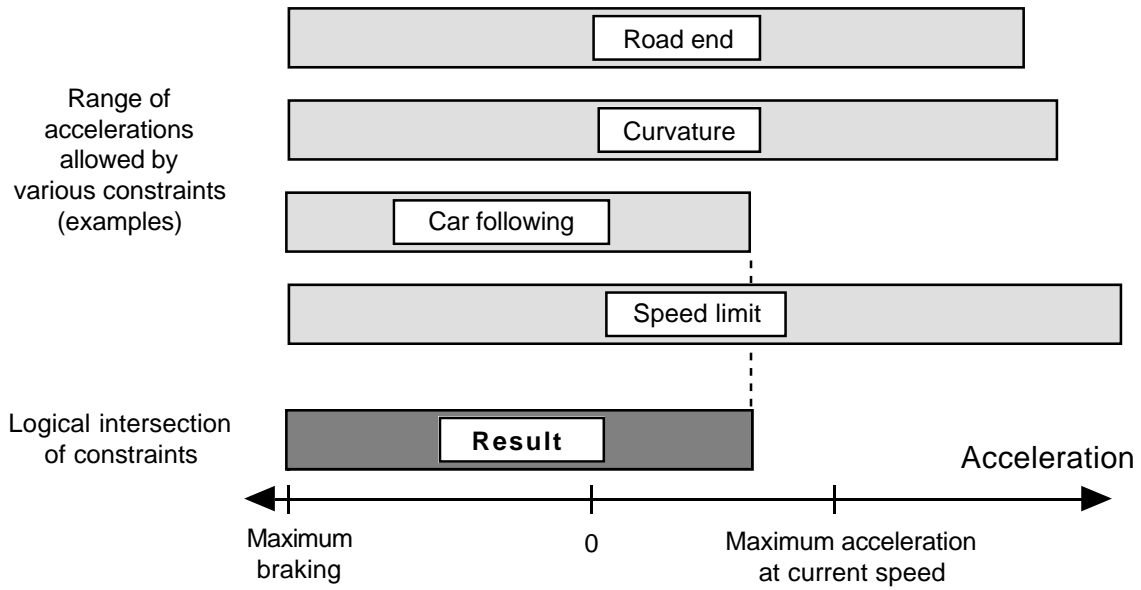 Road end
Range of
accelerations
allowed by
various constraints
(examples)
Curvature
Car following
Speed limit
Logical intersection
of constraints
Result
Acceleration
Maximum
braking
0
Maximum acceleration
at current speed